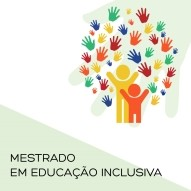 MESTRADO
EM EDUCAÇÃO INCLUSIVA